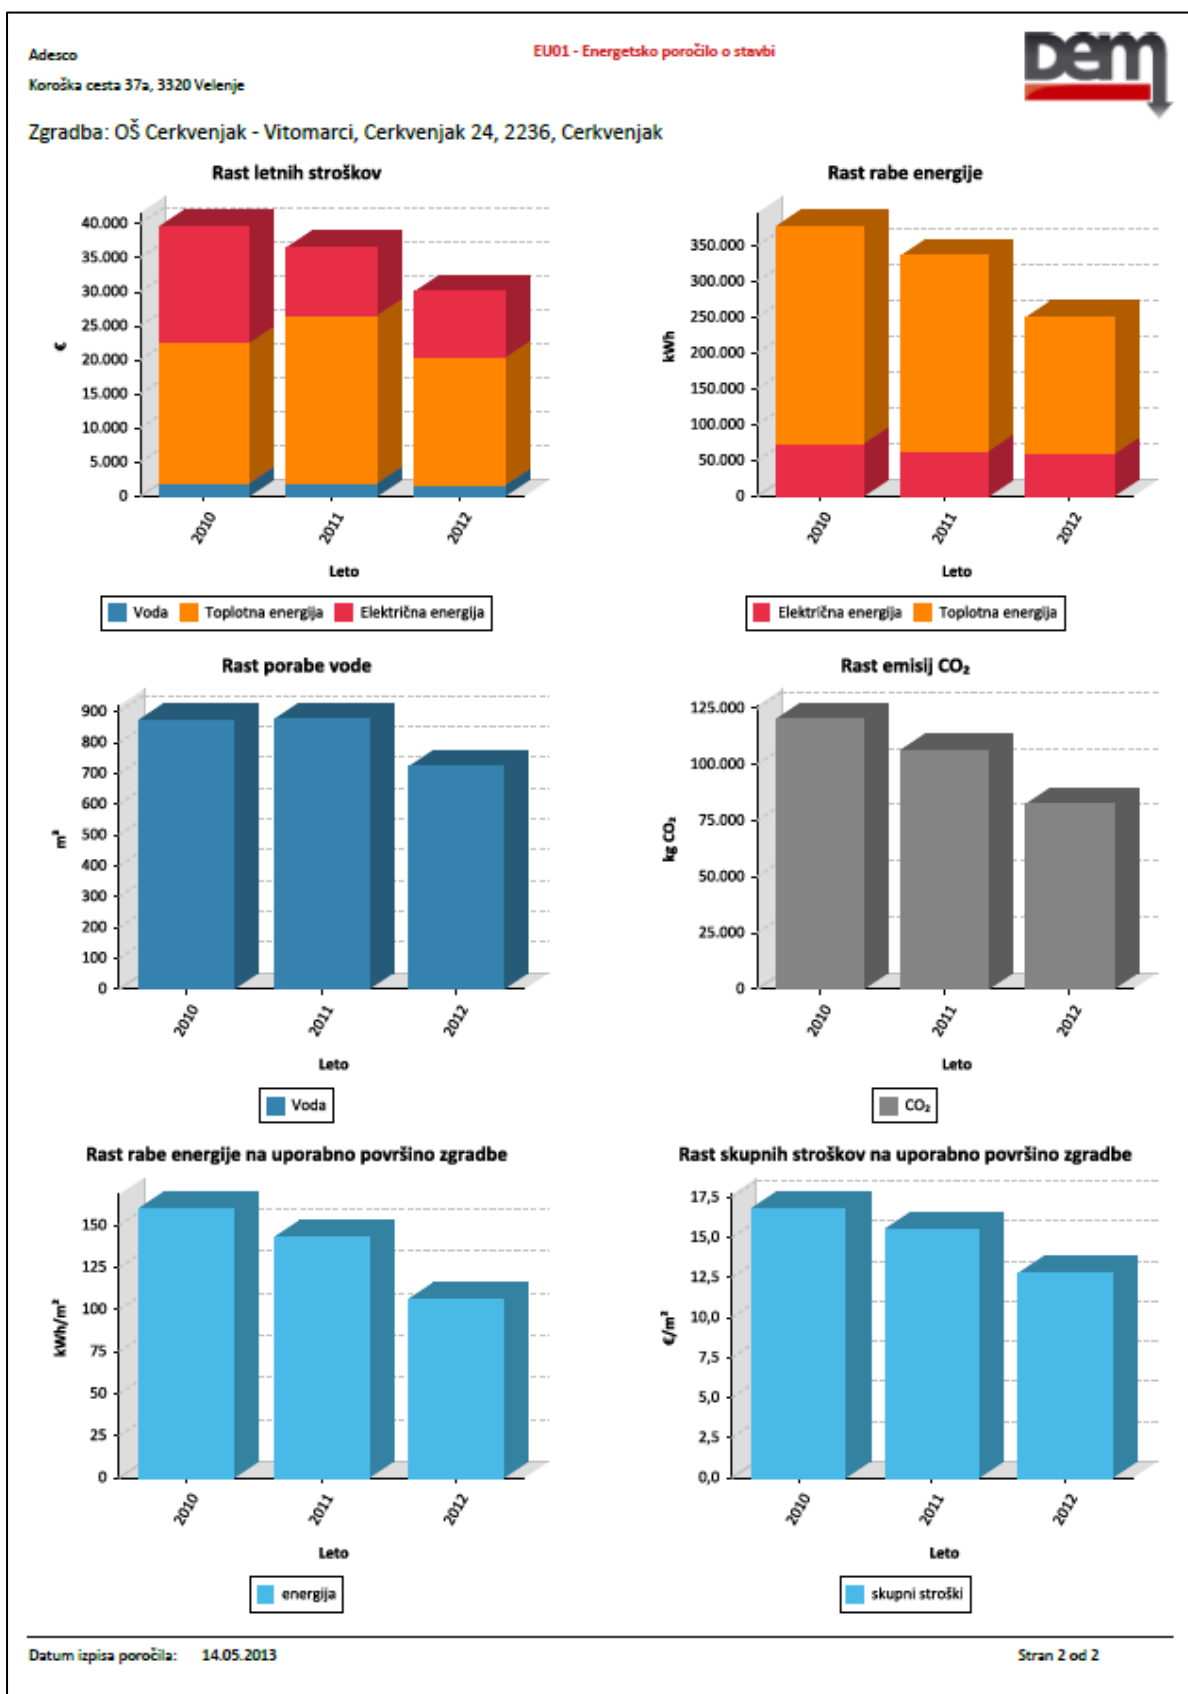 Adesco
EU01 - Energetsko poročilo o stavbi
DEM
Koroška cesta 37a, 3320 Velenje
Zgradba: OŠ Cerkvenjak - Vitomarci, Cerkvenjak 24, 2236, Cerkvenjak
Rast letnih stroškov
40.000
35.000
30.000
25.000
20.000
15.000
10.000
5.000
0
€
2010
2011
2012
Leto
Voda Toplotna energija Električna energija
Rast rabe energije
350.000
300.000
250.000
200.000
150.000
100.000
50.000
0
kWh
2010
2011
2012
Leto
Električna energija Toplotna energija
Rast porabe vode
900
800
700
600
500
400
300
200
100
0
m³
2010
2011
2012
Leto
Voda
Rast emisij CO₂
125.000
100.000
75.000
50.000
25.000
0
kg CO₂
2010
2011
2012
Leto
CO₂
Rast rabe energije na uporabno površino zgradbe
150
125
100
75
50
25
0
kWh/m²
2010
2011
2012
Leto
energija
Rast skupnih stroškov na uporabno površino zgradbe
17,5
15,0
12,5
10,0
7,5
5,0
2,5
0,0
€/m²
2010
2011
2012
Leto
skupni stroški
Datum izpisa poročila: 14.05.2013
Stran 2 od 2